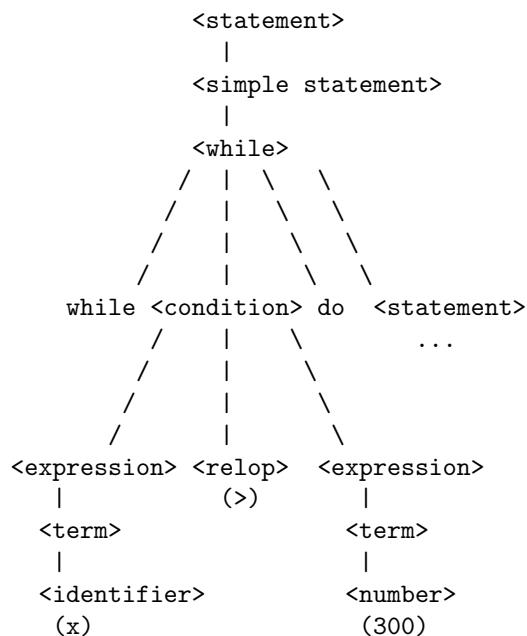 <statement>
|
<simple statement>
|
<while>
/ | \ \
/ | \ \
/ | \ \
/ | \ \
while <condition> do <statement>
/ | \ ...
/ | \
/ | \
/ | \
<expression> <relop> <expression>
| (>) |
<term> <term>
| |
<identifier> <number>
(x) (300)